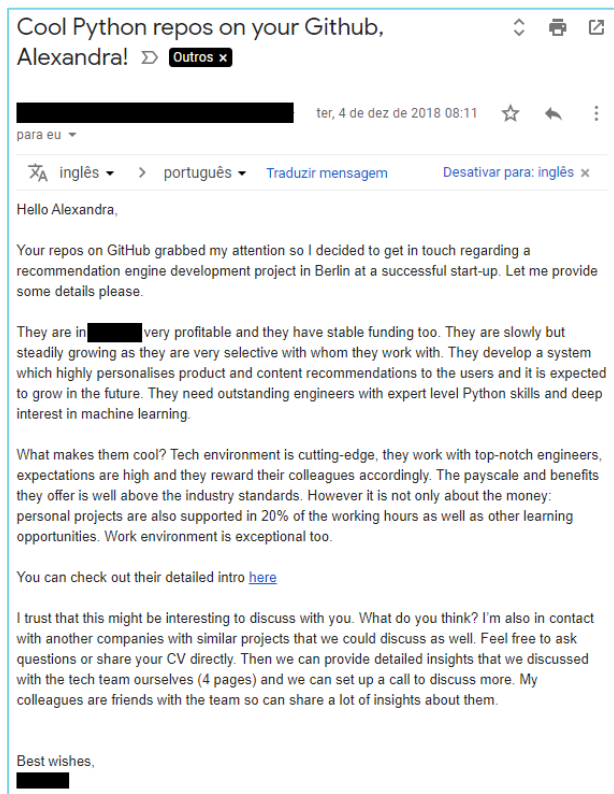 Cool Python repos on your Github,
Alexandra! Outros x
ter, 4 de dez de 2018 08:11
para eu
inglês > português Traduzir mensagem Desativar para: inglês x
Hello Alexandra,
Your repos on GitHub grabbed my attention so I decided to get in touch regarding a
recommendation engine development project in Berlin at a successful start-up. Let me provide
some details please.
They are in very profitable and they have stable funding too. They are slowly but
steadily growing as they are very selective with whom they work with. They develop a system
which highly personalises product and content recommendations to the users and it is expected
to grow in the future. They need outstanding engineers with expert level Python skills and deep
interest in machine learning.
What makes them cool? Tech environment is cutting-edge, they work with top-notch engineers,
expectations are high and they reward their colleagues accordingly. The payscale and benefits
they offer is well above the industry standards. However it is not only about the money:
personal projects are also supported in 20% of the working hours as well as other learning
opportunities. Work environment is exceptional too.
You can check out their detailed intro here
I trust that this might be interesting to discuss with you. What do you think? I'm also in contact
with another companies with similar projects that we could discuss as well. Feel free to ask
questions or share your CV directly. Then we can provide detailed insights that we discussed
with the tech team ourselves (4 pages) and we can set up a call to discuss more. My
colleagues are friends with the team so can share a lot of insights about them.
Best wishes,